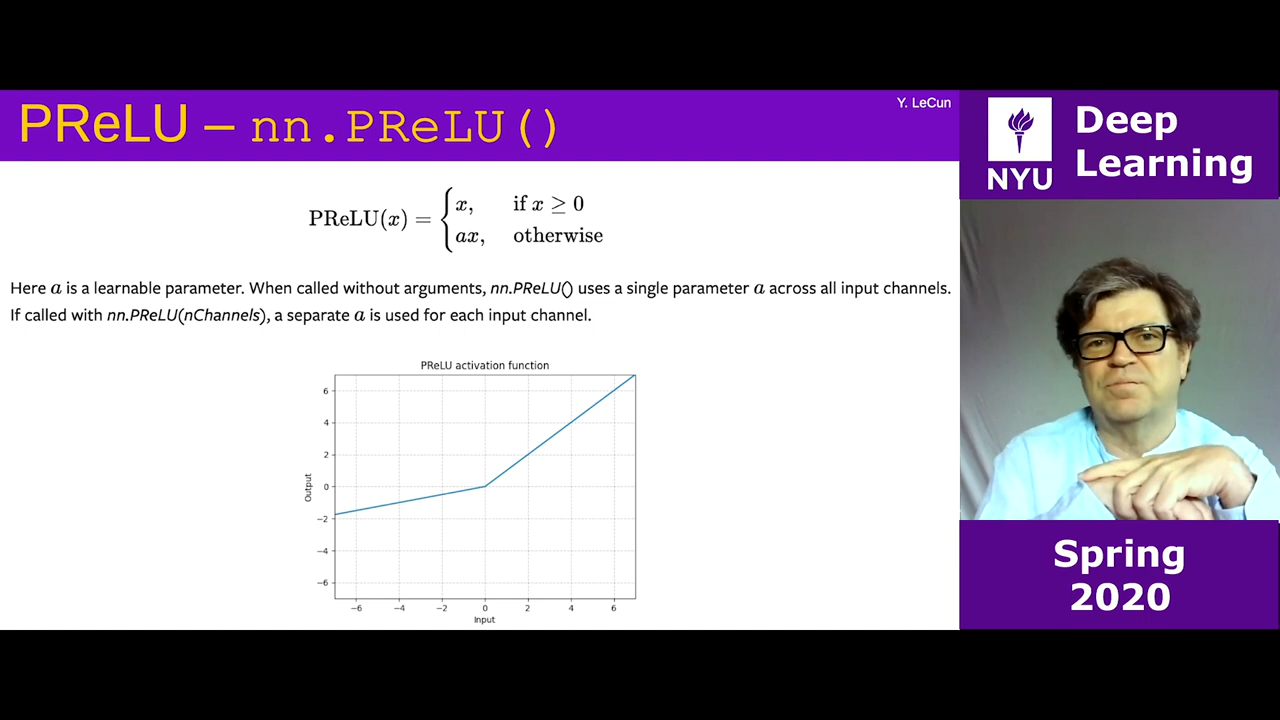 PReLU – nn.PReLU()
Y. LeCun
NYU
Deep
Learning
PReLU(x) = { x, if x ≥ 0
ax, otherwise
Here a is a learnable parameter. When called without arguments, nn.PReLU() uses a single parameter a across all input channels.
If called with nn.PReLU(nChannels), a separate a is used for each input channel.
PReLU activation function
6
4
2
0
−2
−4
−6
Output
−6 −4 −2 0 2 4 6
Input
Spring
2020